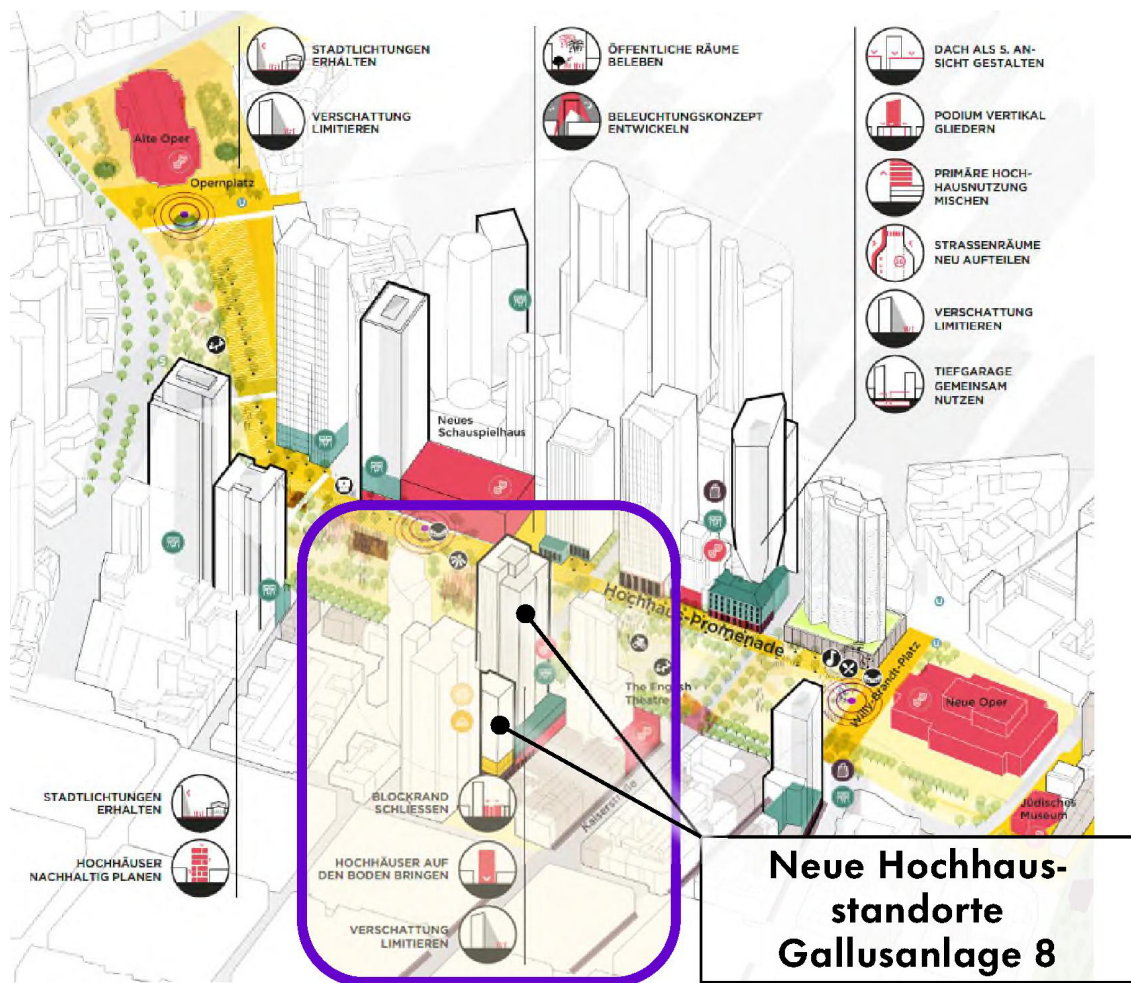 STADTLICHTUNGEN
ERHALTEN
VERSCHATTUNG
LIMITIEREN
ÖFFENTLICHE RÄUME
BELEBEN
BELEUCHTUNGSKONZEPT
ENTWICKELN
DACH ALS 5. AN-
SICHT GESTALTEN
PODIUM VERTIKAL
GLIEDERN
PRIMÄRE HOCH-
HAUSNUTZUNG
MISCHEN
STRASSENRÄUME
NEU AUFTEILEN
VERSCHATTUNG
LIMITIEREN
TIEFGARAGE
GEMEINSAM
NUTZEN
Alte Oper
Opernplatz
Neues
Schauspielhaus
Hochhaus-Promenade
The English
Theatre
Willy-Brandt-Platz
Neue Oper
Jüdisches
Museum
Kaiserstraße
STADTLICHTUNGEN
ERHALTEN
HOCHHÄUSER
NACHHALTIG PLANEN
BLOCKRAND
SCHLIESSEN
HOCHHÄUSER AUF
DEN BODEN BRINGEN
VERSCHATTUNG
LIMITIEREN
Neue Hochhaus-
standorte
Gallusanlage 8